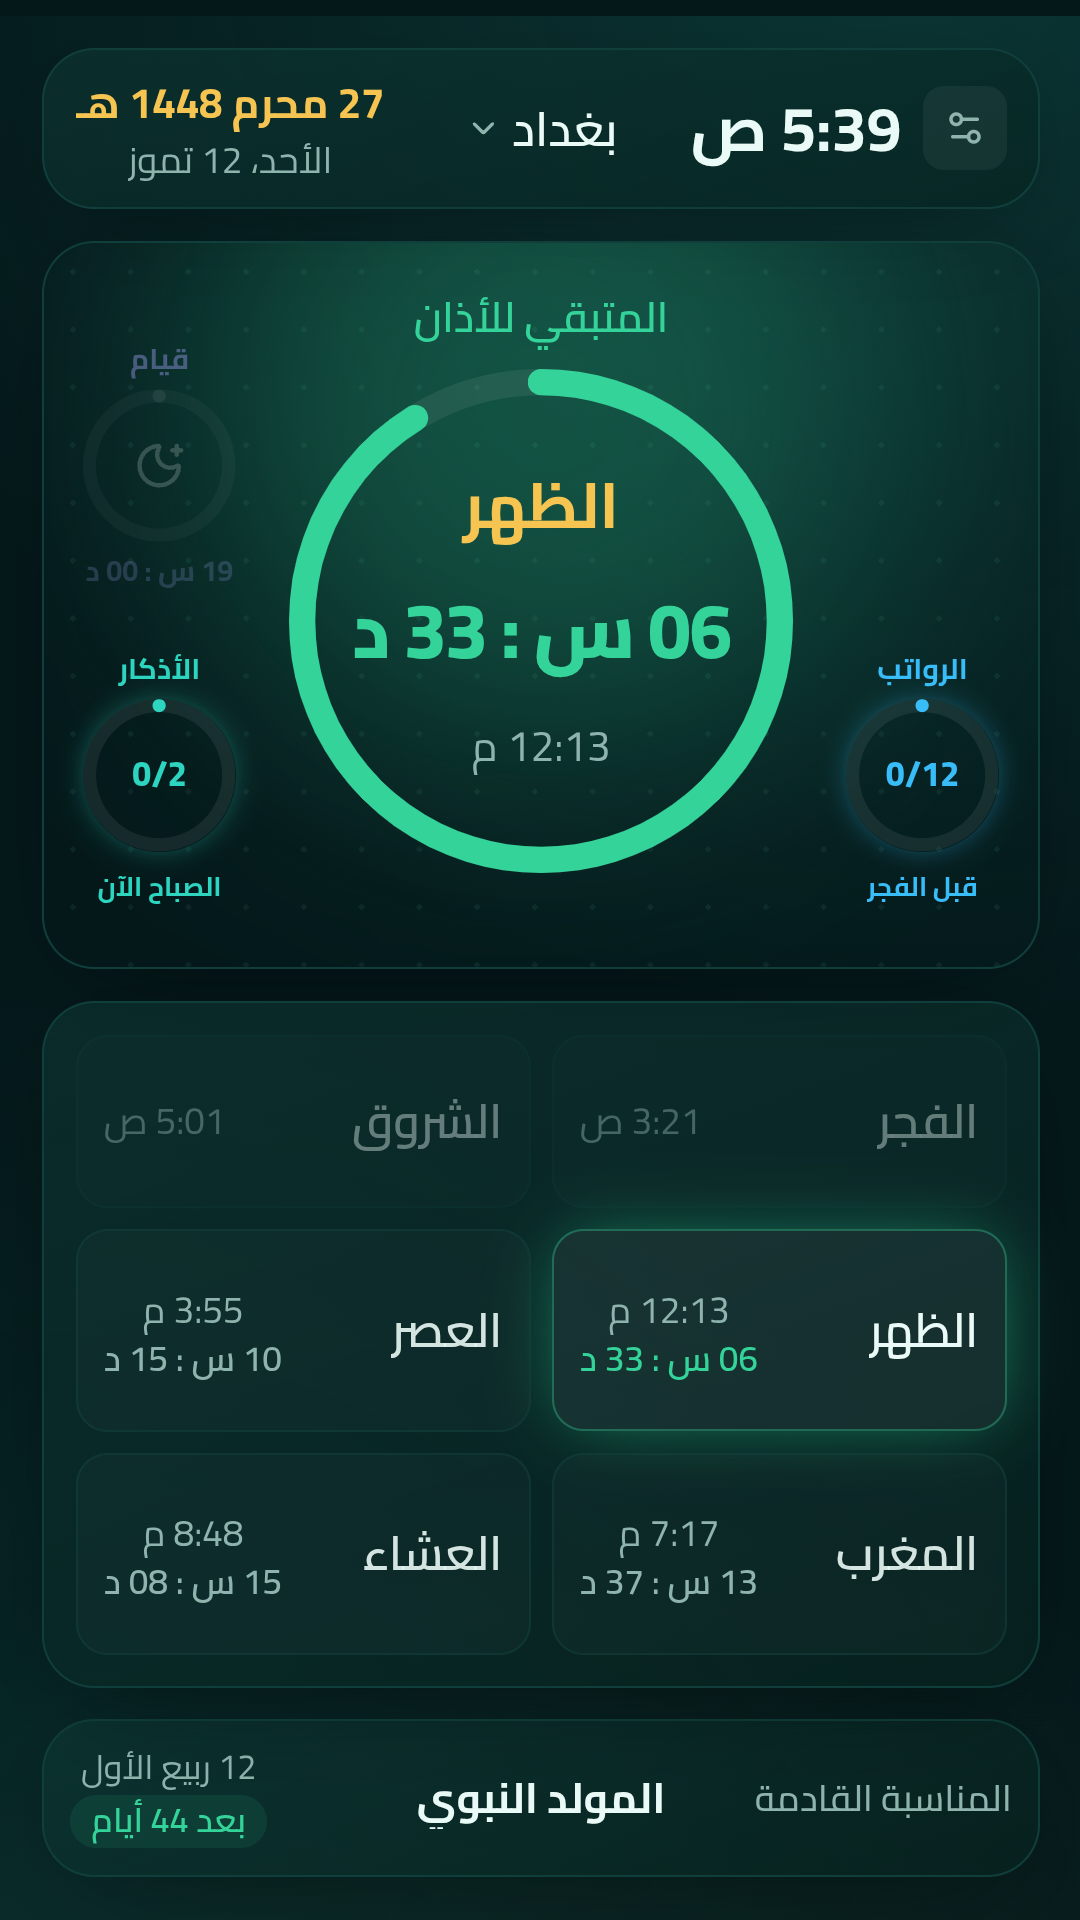 5:39 ص
بغداد
27 محرم 1448 هـ
الأحد، 12 تموز
المتبقي للأذان
قيام
19 س : 00 د
الظهر
06 س : 33 د
12:13 م
الرواتب
0/12
قبل الفجر
الأذكار
0/2
الصباح الآن
الفجر
3:21 ص
الشروق
5:01 ص
الظهر
12:13 م
06 س : 33 د
العصر
3:55 م
10 س : 15 د
المغرب
7:17 م
13 س : 37 د
العشاء
8:48 م
15 س : 08 د
المناسبة القادمة
المولد النبوي
12 ربيع الأول
بعد 44 أيام